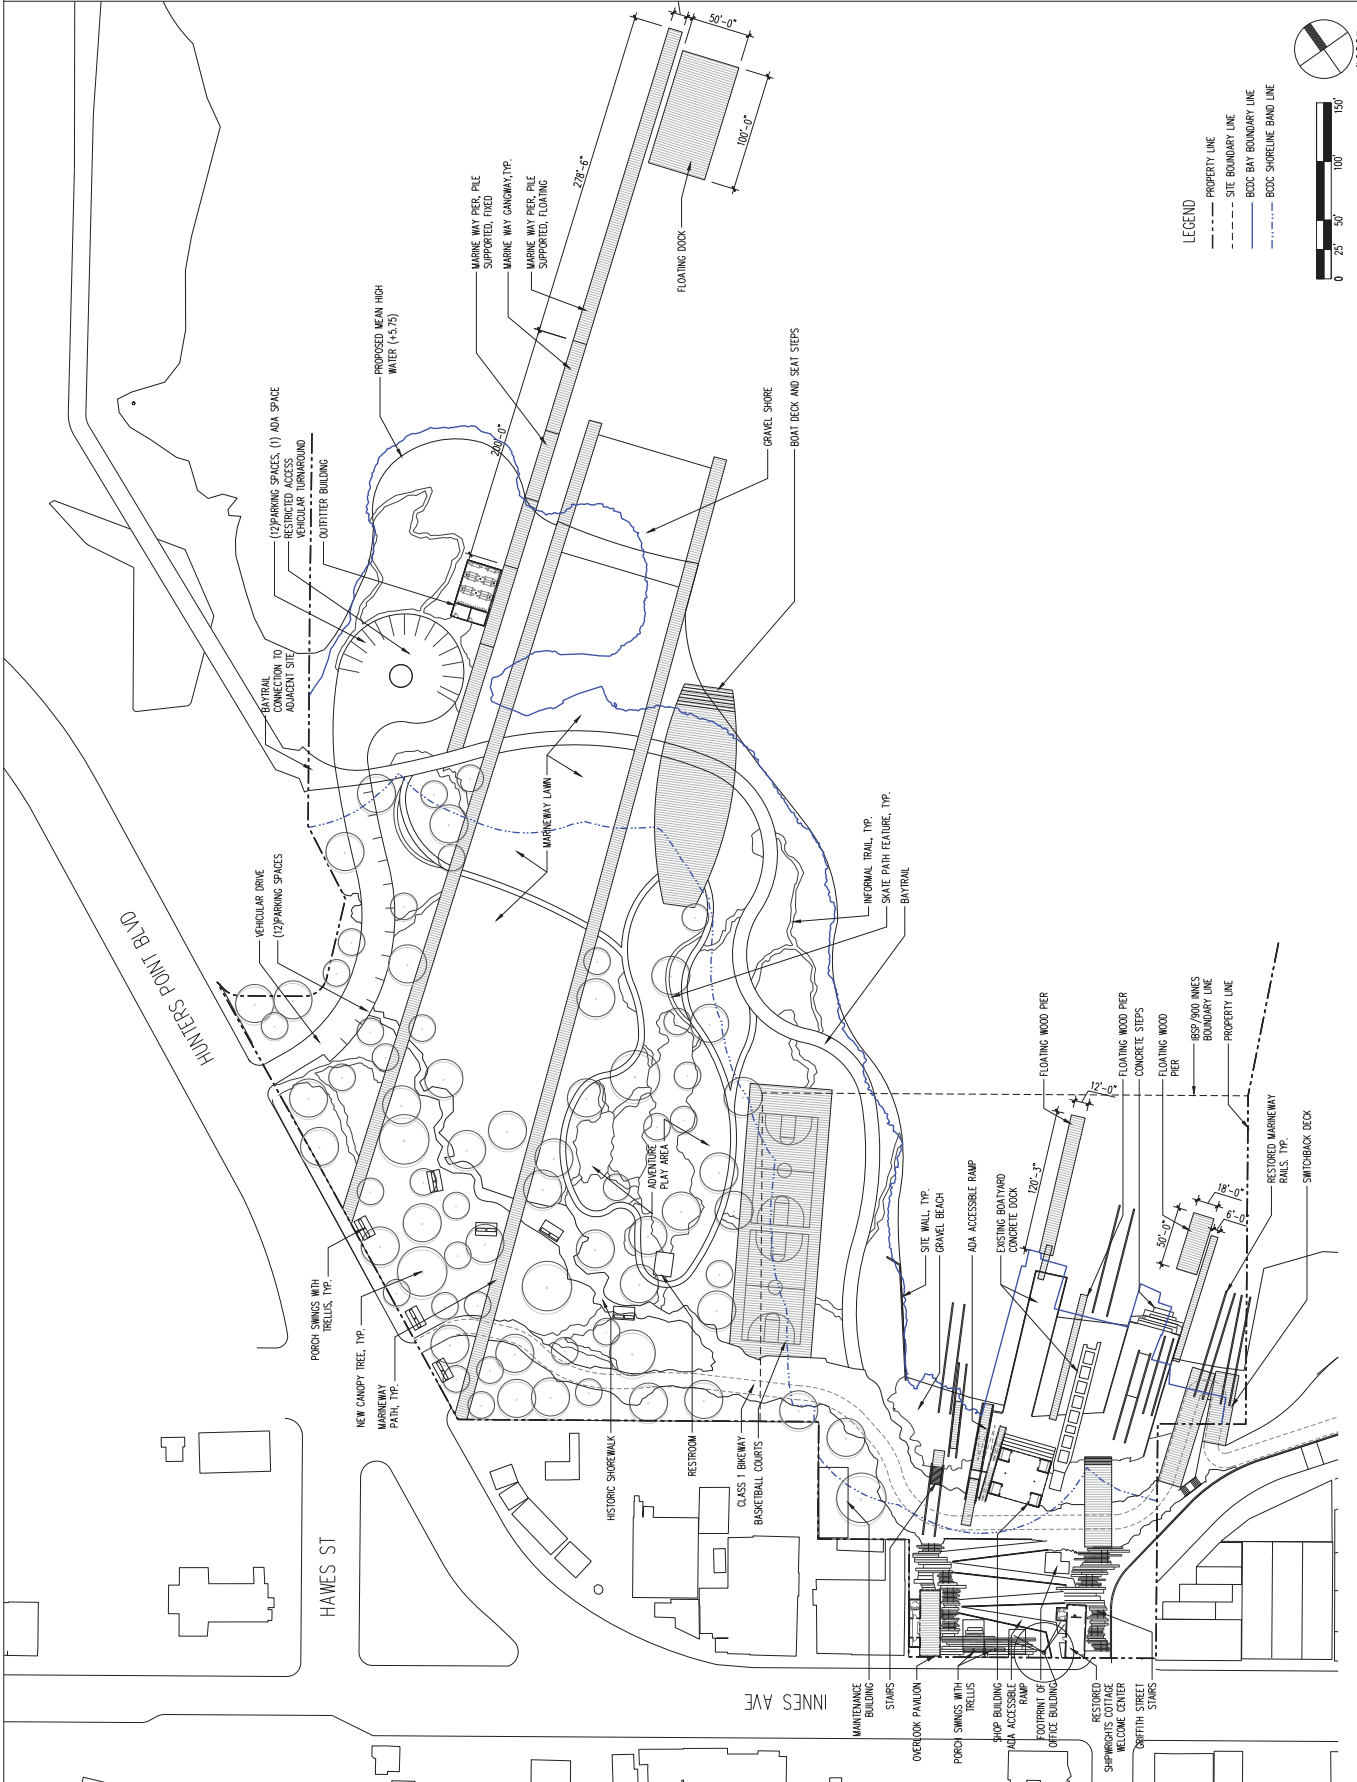 50'-0"
100'-0"
278'-6"
MARINE WAY PIER, PILE
SUPPORTED, FIXED
MARINE WAY GANGWAY,TYP.
MARINE WAY PIER, PILE
SUPPORTED, FLOATING
FLOATING DOCK
LEGEND
PROPERTY LINE
SITE BOUNDARY LINE
BCDC BAY BOUNDARY LINE
BCDC SHORELINE BAND LINE
0
25
50'
100'
150'
PROPOSED MEAN HIGH
WATER (+5.75)
(12)PARKING SPACES, (1) ADA SPACE
RESTRICTED ACCESS
VEHICULAR TURNAROUND
OUTFITTER BUILDING
200'-0"
GRAVEL SHORE
BOAT DECK AND SEAT STEPS
BAYTRAIL
CONNECTION TO
ADJACENT SITE
MARINEWAY LAWN
HUNTERS POINT BLVD
VEHICULAR DRIVE
(12)PARKING SPACES
INFORMAL TRAIL, TYP.
SKATE PATH FEATURE, TYP.
BAYTRAIL
FLOATING WOOD PIER
FLOATING WOOD PIER
CONCRETE STEPS
FLOATING WOOD
PIER
IBSP/900 INNES
BOUNDARY LINE
PROPERTY LINE
12'-0"
120'-3"
18'-0"
50'-0"
6'-0
RESTORED MARINEWAY
RAILS, TYP.
SWITCHBACK DECK
ADVENTURE
PLAY AREA
SITE WALL, TYP.
GRAVEL BEACH
ADA ACCESSIBLE RAMP
EXISTING BOATYARD
CONCRETE DOCK
PORCH SWINGS WITH
TRELLIS, TYP.
NEW CANOPY TREE, TYP.
MARINEWAY
PATH, TYP.
HISTORIC SHOREWALK
RESTROOM
CLASS 1 BIKEWAY
BASKETBALL COURTS
HAWES ST
INNES AVE
MAINTENANCE
BUILDING
STAIRS
OVERLOOK PAVILION
PORCH SWINGS WITH
TRELLIS
SHOP BUILDING
ADA ACCESSIBLE
RAMP
FOOTPRINT OF
OFFICE BUILDING
RESTORED
SHIPWRIGHTS COTTAGE
WELCOME CENTER
GRIFFITH STREET
STAIRS